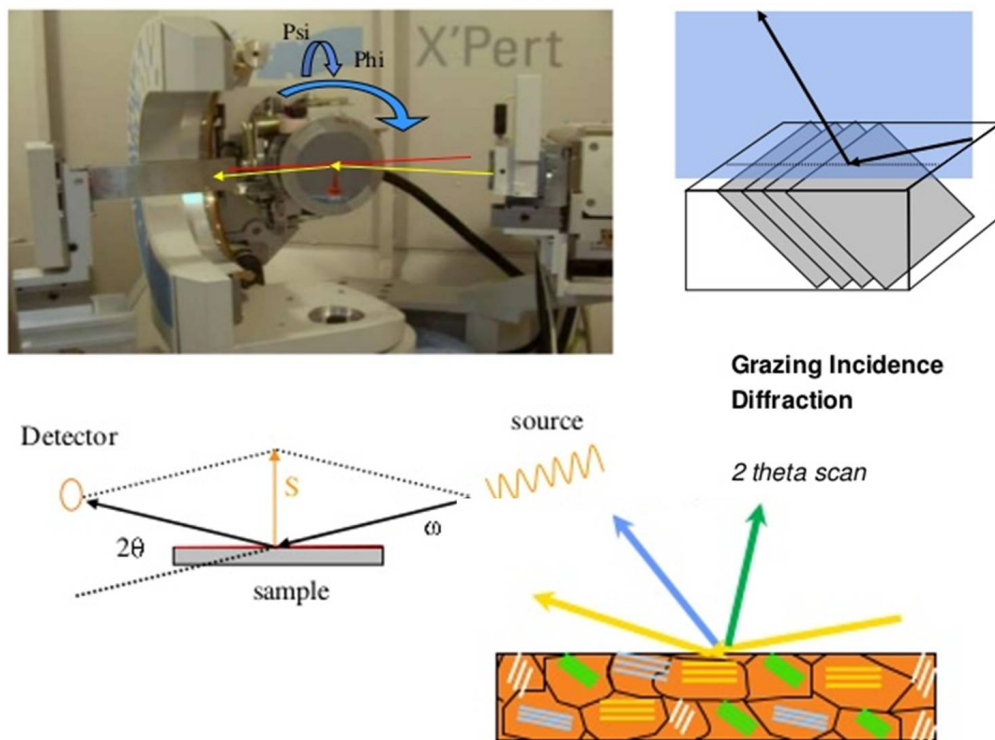 Psi
Phi
X'Pert
Grazing Incidence
Diffraction
2 theta scan
Detector
source
S
ω
2θ
sample